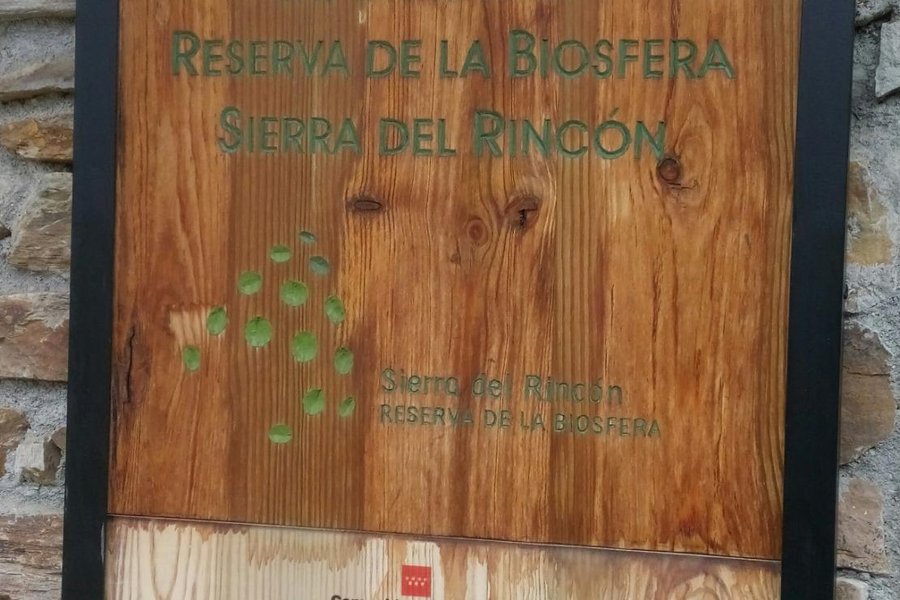 RESERVA DE LA BIOSFERA
SIERRA DEL RINCÓN
Sierra del Rincón
RESERVA DE LA BIOSFERA